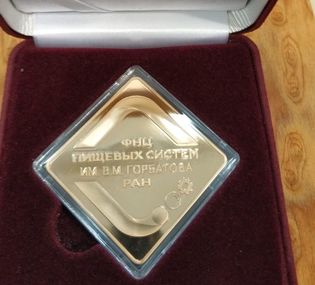 ФНЦ
ПИЩЕВЫХ СИСТЕМ
ИМ. В.М. ГОРБАТОВА
РАН